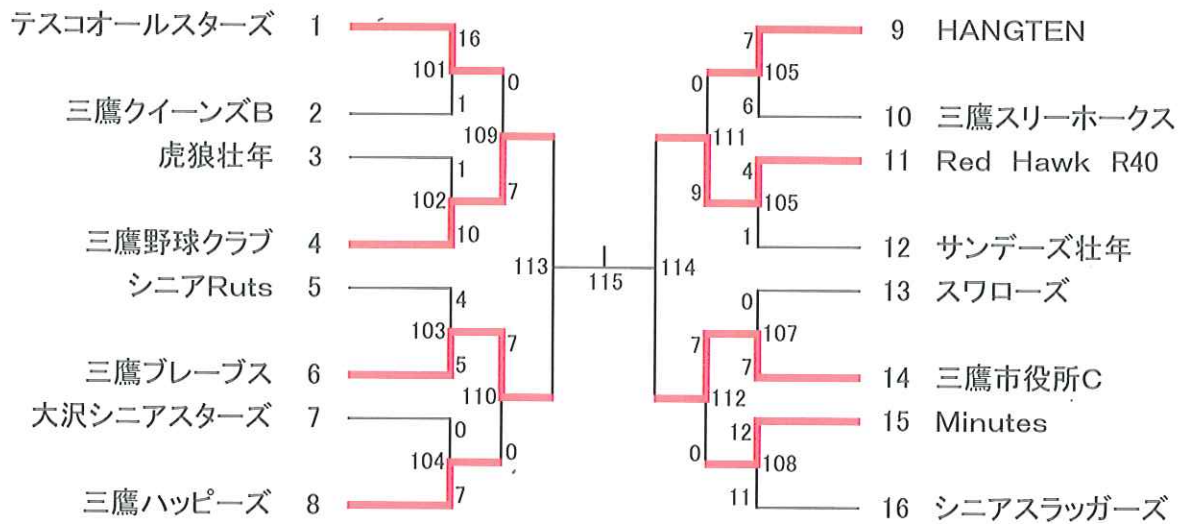 テスコオールスターズ 1
16
101
三鷹クイーンズB 2
1
0
109
虎狼壮年 3
1
102
7
三鷹野球クラブ 4
10
シニアRuts 5
4
103
三鷹ブレーブス 6
5
7
110
大沢シニアスターズ 7
0
104
0
三鷹ハッピーズ 8
7
113
115
114
7
9 HANGTEN
105
0
6
10 三鷹スリーホークス
111
4
11 Red Hawk R40
9
105
1
12 サンデーズ壮年
0
13 スワローズ
107
7
7
14 三鷹市役所C
112
12
15 Minutes
0
108
11
16 シニアスラッガーズ